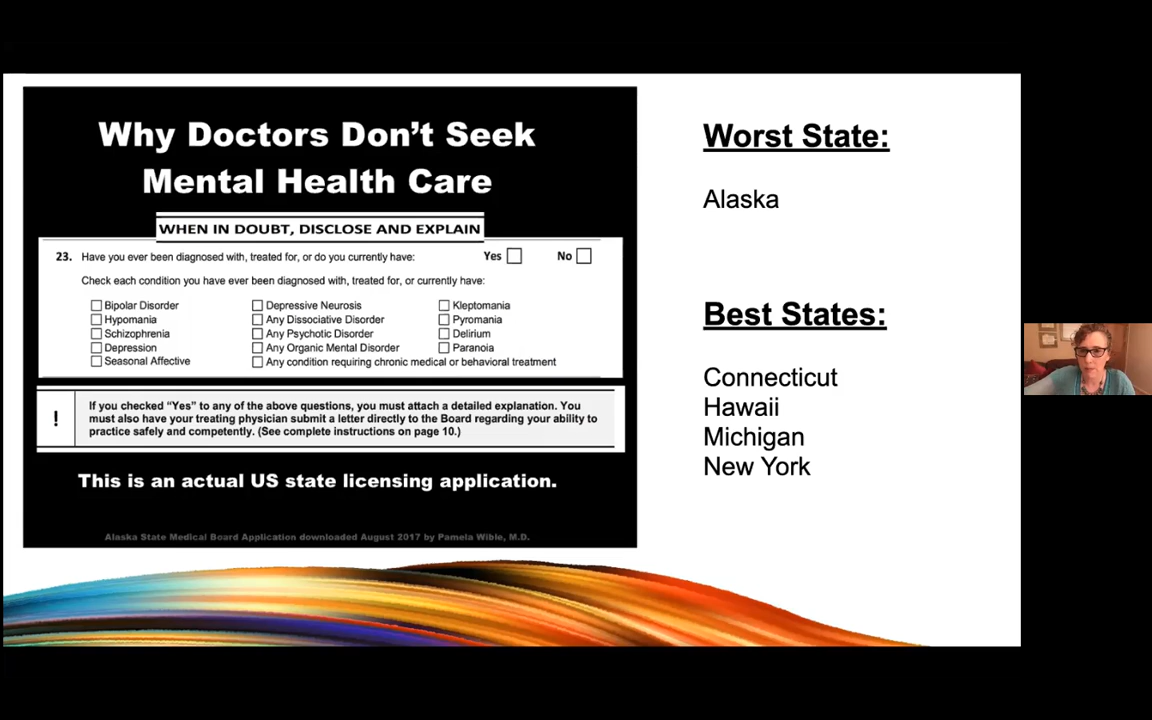 Why Doctors Don't Seek
Mental Health Care
WHEN IN DOUBT, DISCLOSE AND EXPLAIN
23. Have you ever been diagnosed with, treated for, or do you currently have: Yes No
Check each condition you have ever been diagnosed with, treated for, or currently have:
Bipolar Disorder Depressive Neurosis Kleptomania
Hypomania Any Dissociative Disorder Pyromania
Schizophrenia Any Psychotic Disorder Delirium
Depression Any Organic Mental Disorder Paranoia
Seasonal Affective Any condition requiring chronic medical or behavioral treatment
! If you checked “Yes” to any of the above questions, you must attach a detailed explanation. You
must also have your treating physician submit a letter directly to the Board regarding your ability to
practice safely and competently. (See complete instructions on page 10.)
This is an actual US state licensing application.
Alaska State Medical Board Application downloaded August 2017 by Pamela Wible, M.D.
Worst State:
Alaska
Best States:
Connecticut
Hawaii
Michigan
New York